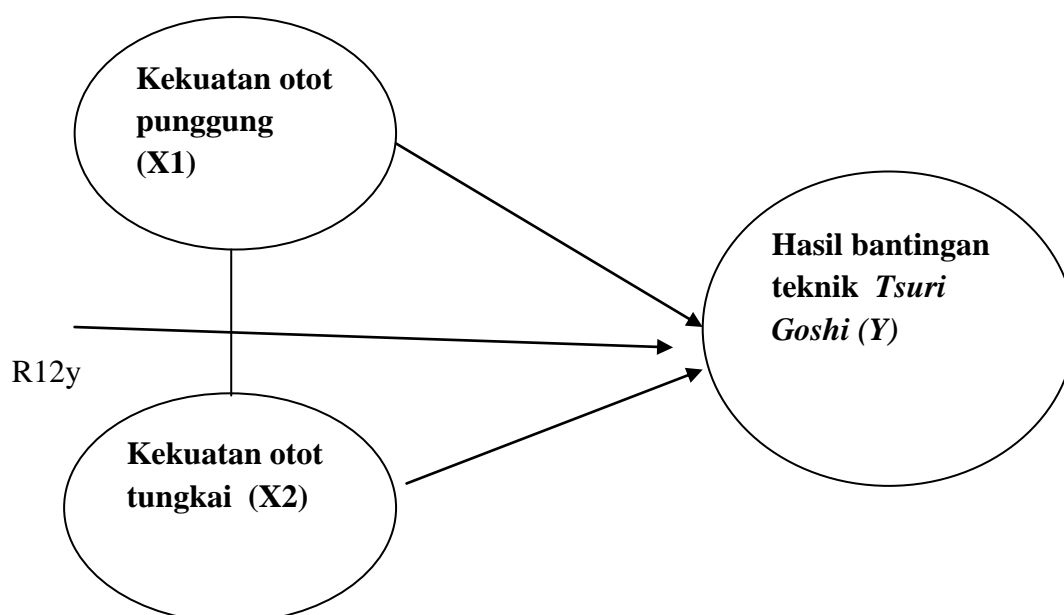 Kekuatan otot
punggung
(X1)
Hasil bantingan
teknik Tsuri
Goshi (Y)
R12y
Kekuatan otot
tungkai (X2)